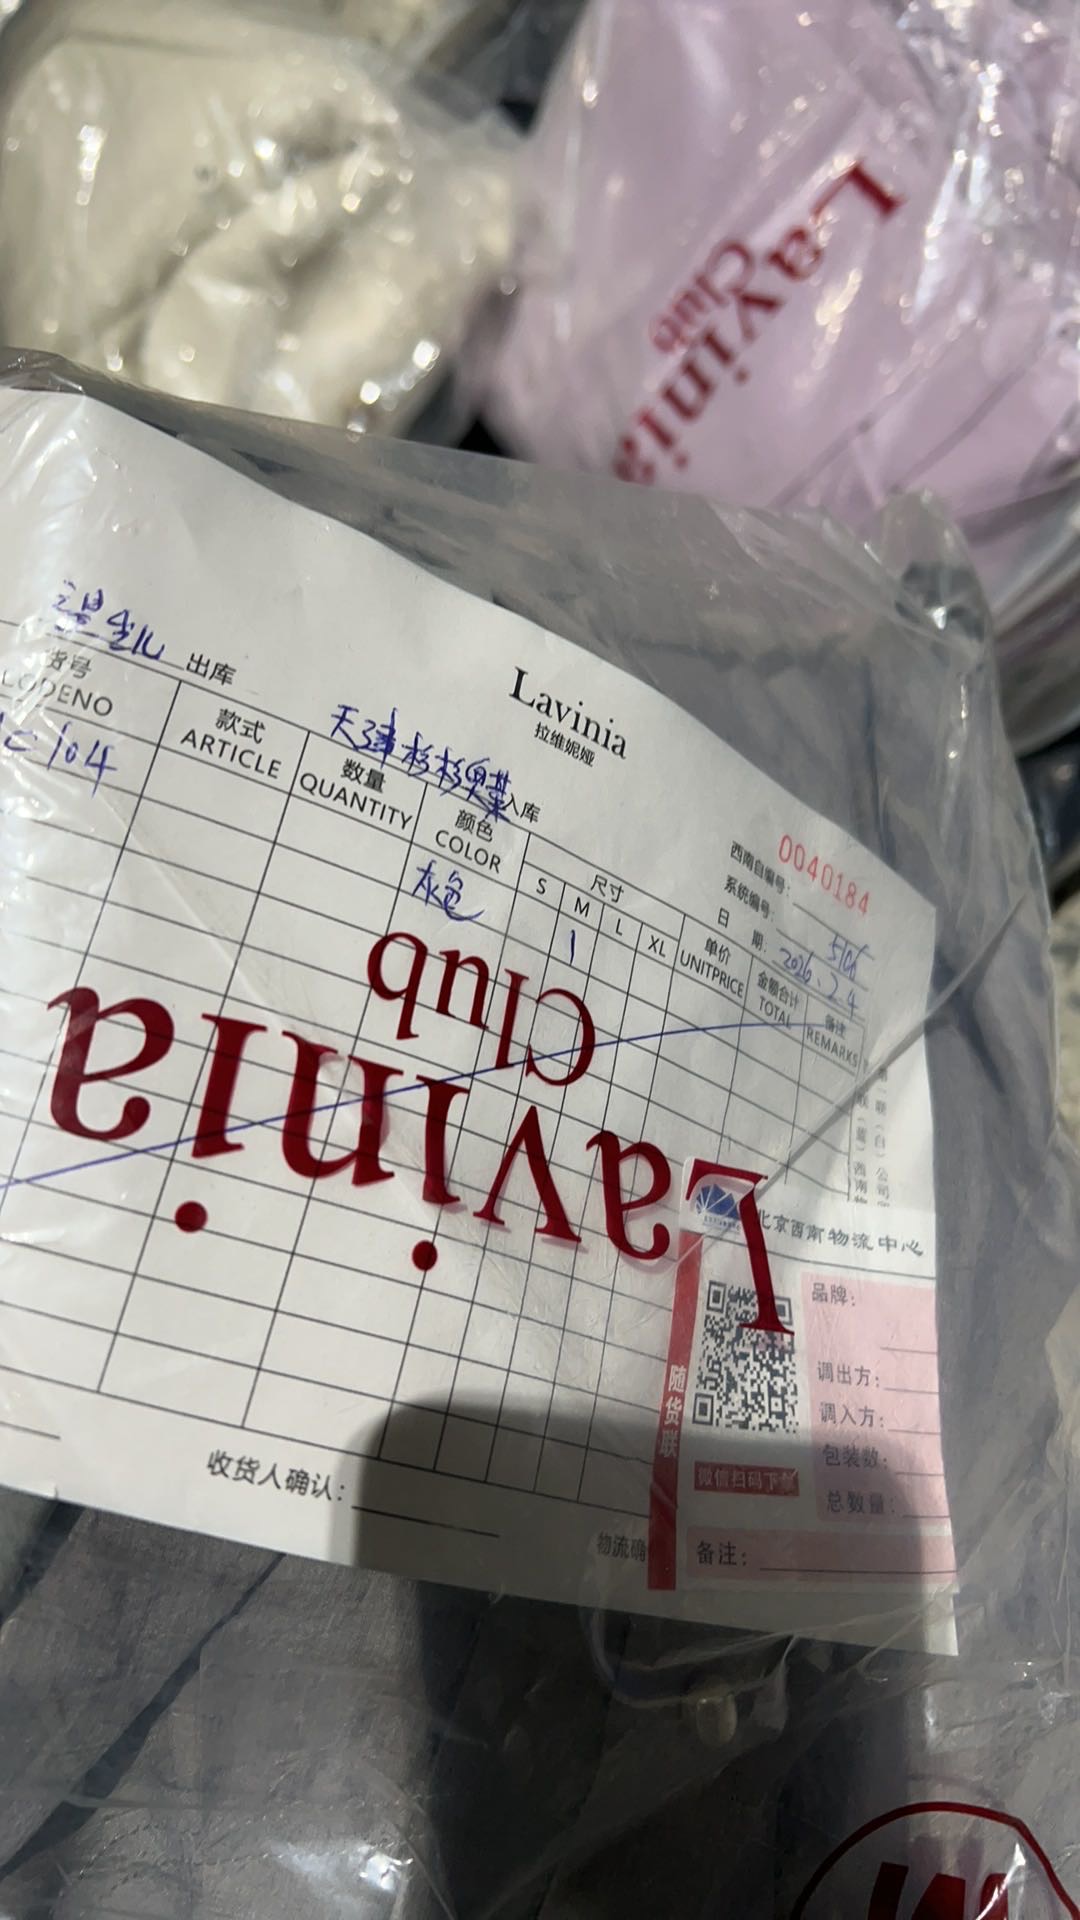 Lavinia
Club
Lavinia
拉维妮娅
出库
天津杉杉奥莱入库
西南自编号:
0040184
系统编号:
日 期: 2026.2.4
货号
款式
数量
颜色
尺寸
单价
金额合计
备注
LODENO
ARTICLE
QUANTITY
COLOR
S
M
L
XL
UNITPRICE
TOTAL
REMARKS
C104
灰色
1
Lavinia
Club
北京西南物流中心
随货联
微信扫码下单
品牌:
调出方:
调入方:
包装数:
总数量:
备注:
收货人确认:
物流确